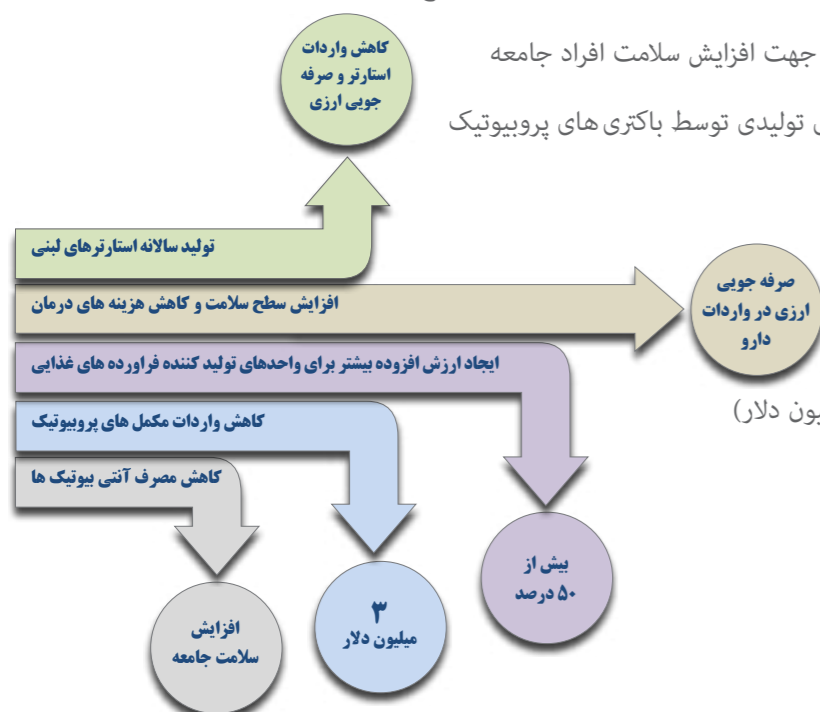 کاهش واردات
استارتر و صرفه
جویی ارزی
جهت افزایش سلامت افراد جامعه
تولیدی توسط باکتری های پروبیوتیک
تولید سالانه استارترهای لبنی
افزایش سطح سلامت و کاهش هزینه های درمان
صرفه جویی
ارزی در واردات
دارو
ایجاد ارزش افزوده بیشتر برای واحدهای تولید کننده فراورده های غذایی
کاهش واردات مکمل های پروبیوتیک
دلار)
کاهش مصرف آنتی بیوتیک ها
بیش از
۵۰ درصد
۳
میلیون دلار
افزایش
سلامت جامعه